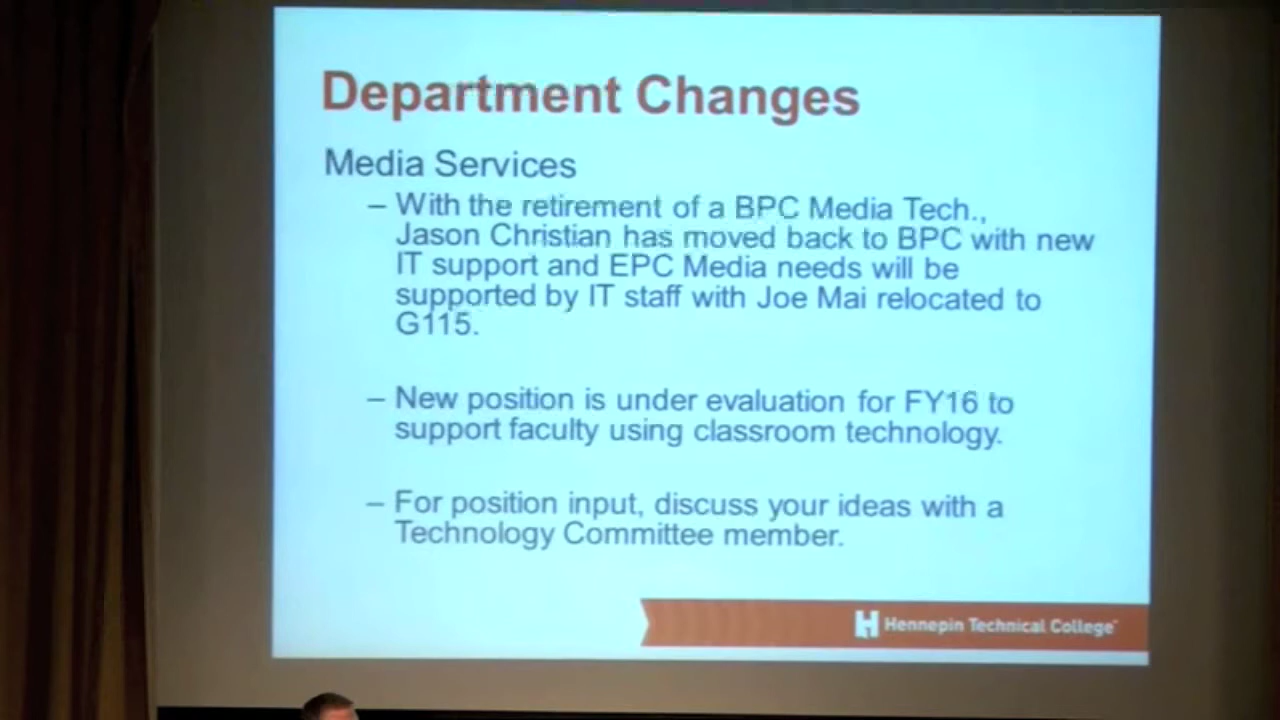 Department Changes
Media Services
– With the retirement of a BPC Media Tech.,
Jason Christian has moved back to BPC with new
IT support and EPC Media needs will be
supported by IT staff with Joe Mai relocated to
G115.
– New position is under evaluation for FY16 to
support faculty using classroom technology.
– For position input, discuss your ideas with a
Technology Committee member.
H Hennepin Technical College